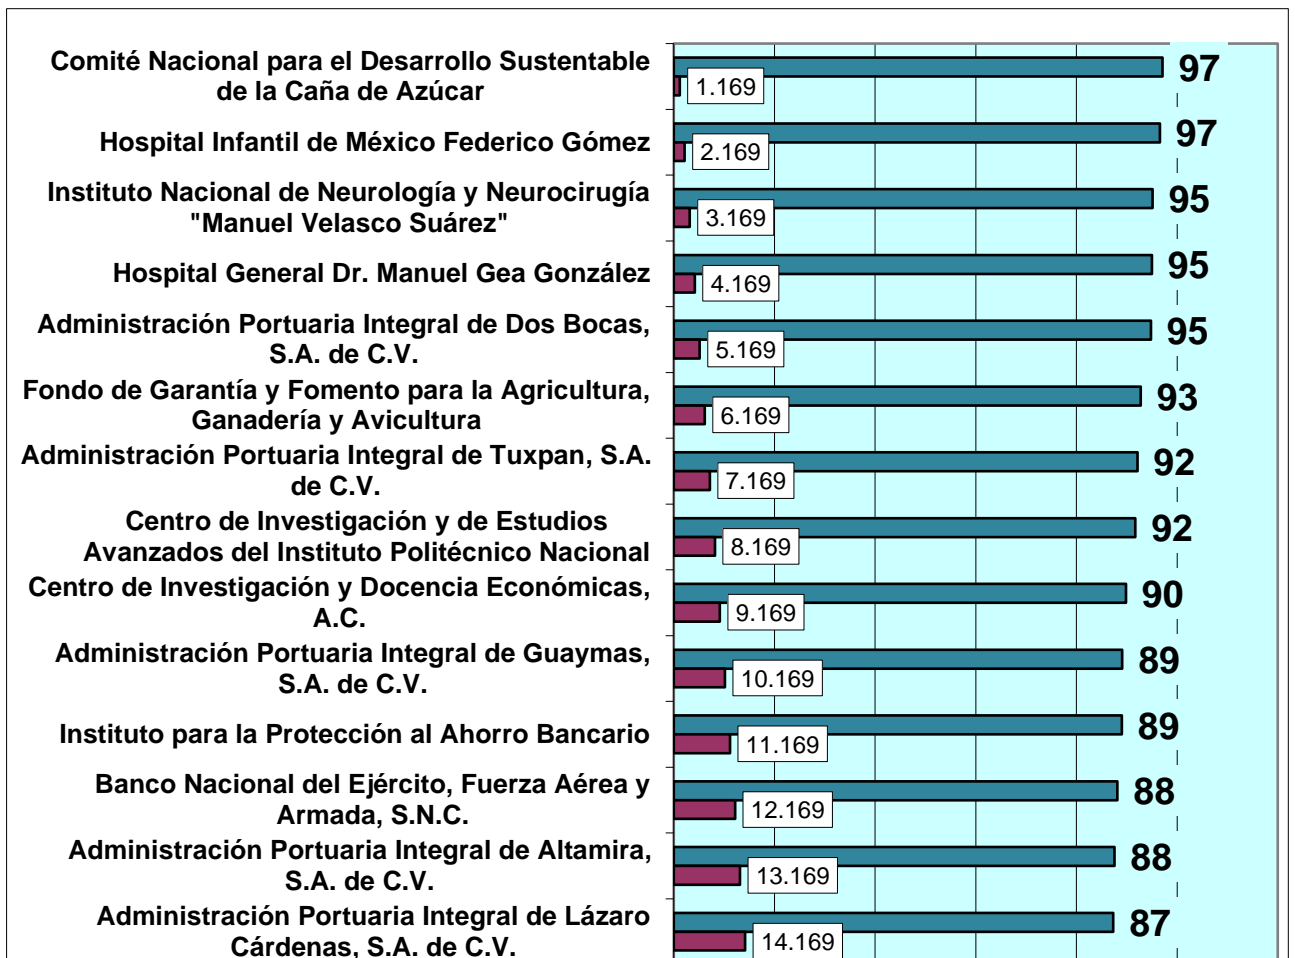 Comité Nacional para el Desarrollo Sustentable
de la Caña de Azúcar
97
1.169
Hospital Infantil de México Federico Gómez
97
2.169
Instituto Nacional de Neurología y Neurocirugía
"Manuel Velasco Suárez"
95
3.169
Hospital General Dr. Manuel Gea González
95
4.169
Administración Portuaria Integral de Dos Bocas,
S.A. de C.V.
95
5.169
Fondo de Garantía y Fomento para la Agricultura,
Ganadería y Avicultura
93
6.169
Administración Portuaria Integral de Tuxpan, S.A.
de C.V.
92
7.169
Centro de Investigación y de Estudios
Avanzados del Instituto Politécnico Nacional
92
8.169
Centro de Investigación y Docencia Económicas,
A.C.
90
9.169
Administración Portuaria Integral de Guaymas,
S.A. de C.V.
89
10.169
Instituto para la Protección al Ahorro Bancario
89
11.169
Banco Nacional del Ejército, Fuerza Aérea y
Armada, S.N.C.
88
12.169
Administración Portuaria Integral de Altamira,
S.A. de C.V.
88
13.169
Administración Portuaria Integral de Lázaro
Cárdenas, S.A. de C.V.
87
14.169